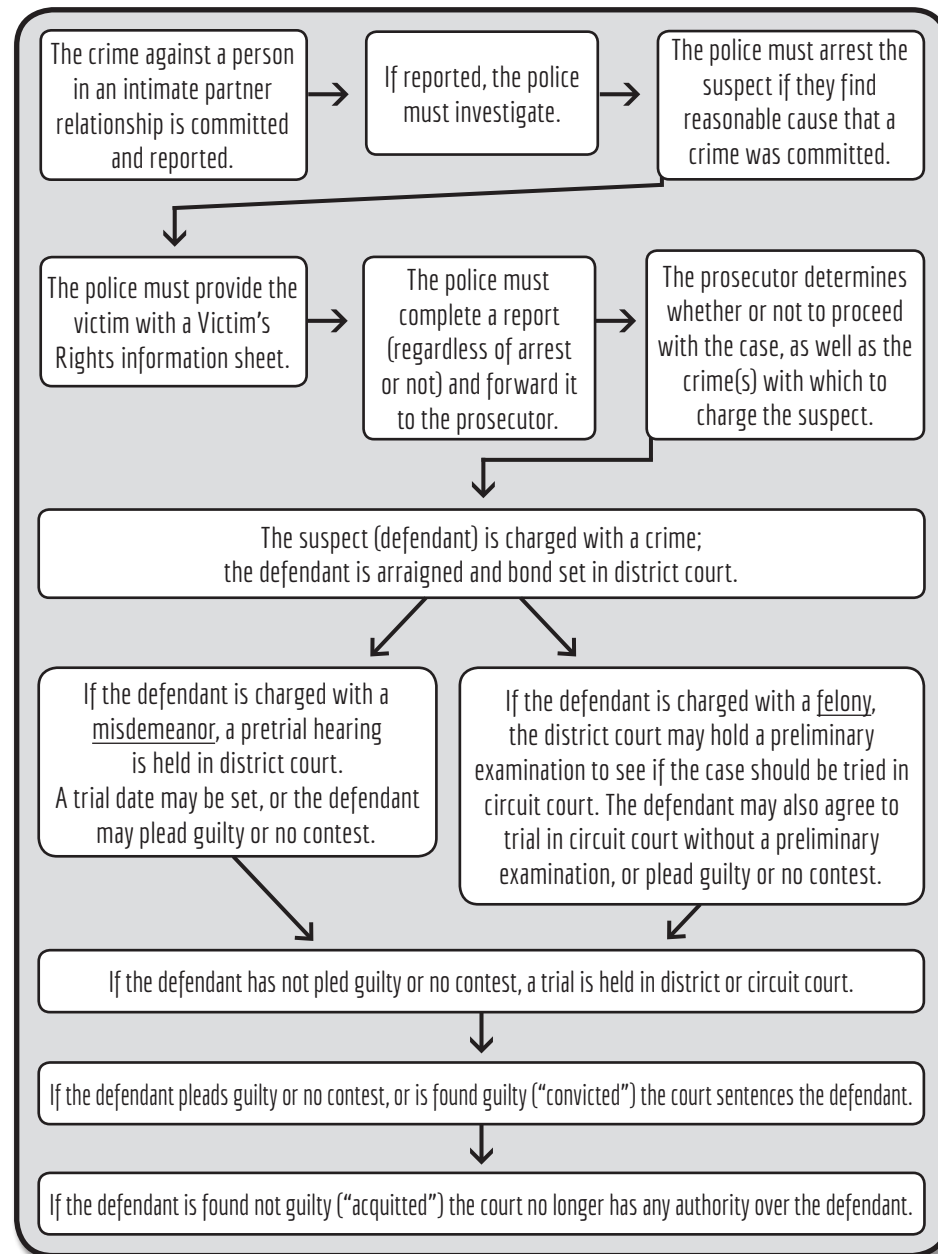 The crime against a person
in an intimate partner
relationship is committed
and reported.
If reported, the police
must investigate.
The police must arrest the
suspect if they find
reasonable cause that a
crime was committed.
The police must provide the
victim with a Victim's
Rights information sheet.
The police must
complete a report
(regardless of arrest
or not) and forward it
to the prosecutor.
The prosecutor determines
whether or not to proceed
with the case, as well as the
crime(s) with which to
charge the suspect.
The suspect (defendant) is charged with a crime;
the defendant is arraigned and bond set in district court.
If the defendant is charged with a
misdemeanor, a pretrial hearing
is held in district court.
A trial date may be set, or the defendant
may plead guilty or no contest.
If the defendant is charged with a felony,
the district court may hold a preliminary
examination to see if the case should be tried in
circuit court. The defendant may also agree to
trial in circuit court without a preliminary
examination, or plead guilty or no contest.
If the defendant has not pled guilty or no contest, a trial is held in district or circuit court.
If the defendant pleads guilty or no contest, or is found guilty (“convicted”) the court sentences the defendant.
If the defendant is found not guilty (“acquitted”) the court no longer has any authority over the defendant.